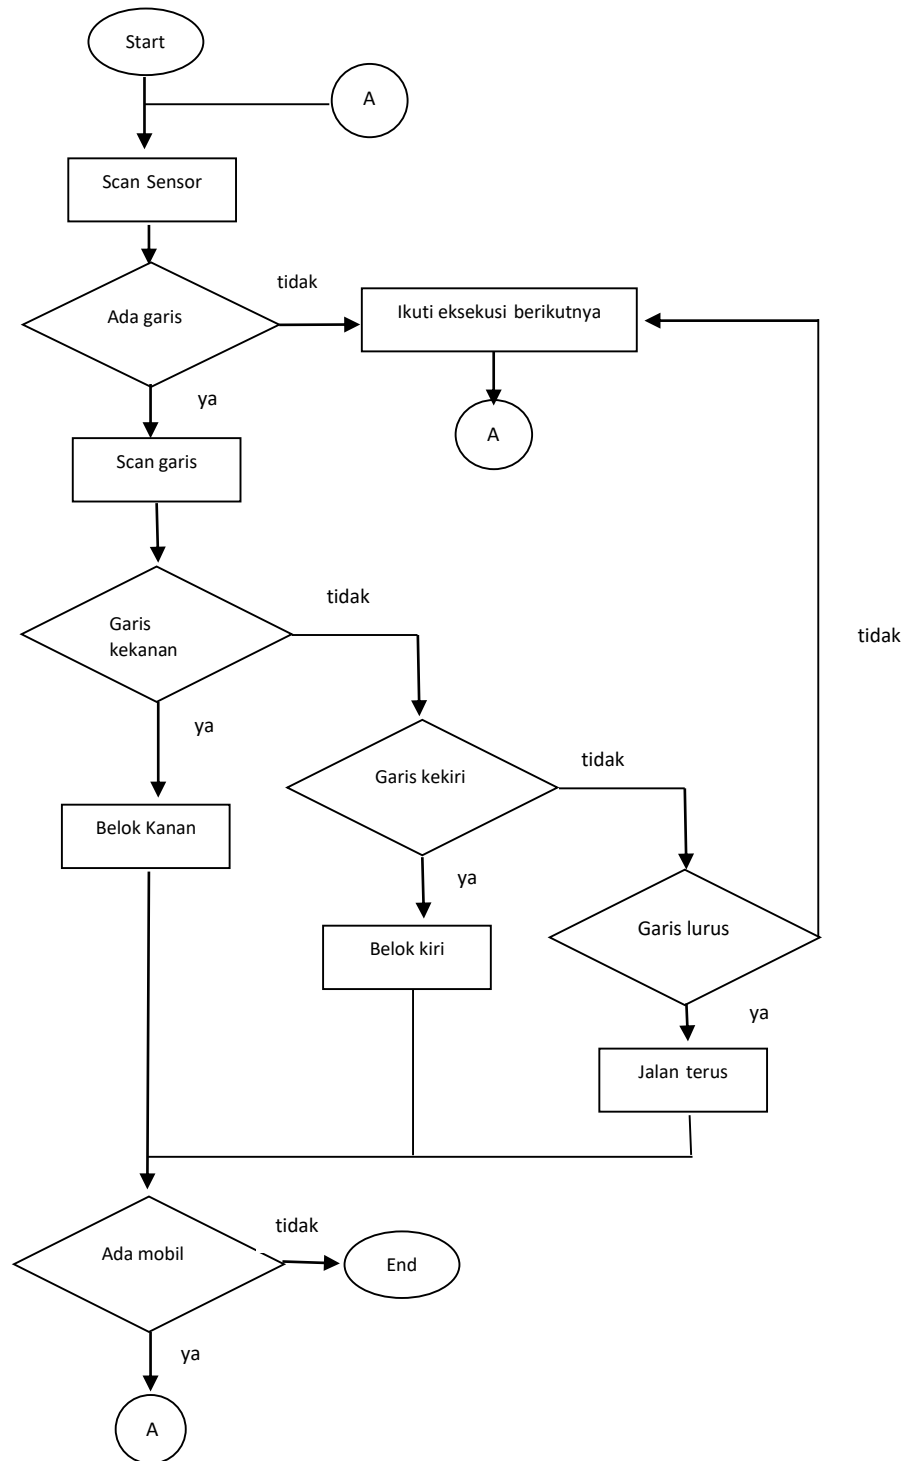 Start
A
Scan Sensor
tidak
Ada garis
Ikuti eksekusi berikutnya
ya
A
Scan garis
tidak
Garis
kekanan
tidak
ya
Garis kekiri
tidak
Belok Kanan
ya
Garis lurus
Belok kiri
ya
Jalan terus
tidak
Ada mobil
End
ya
A